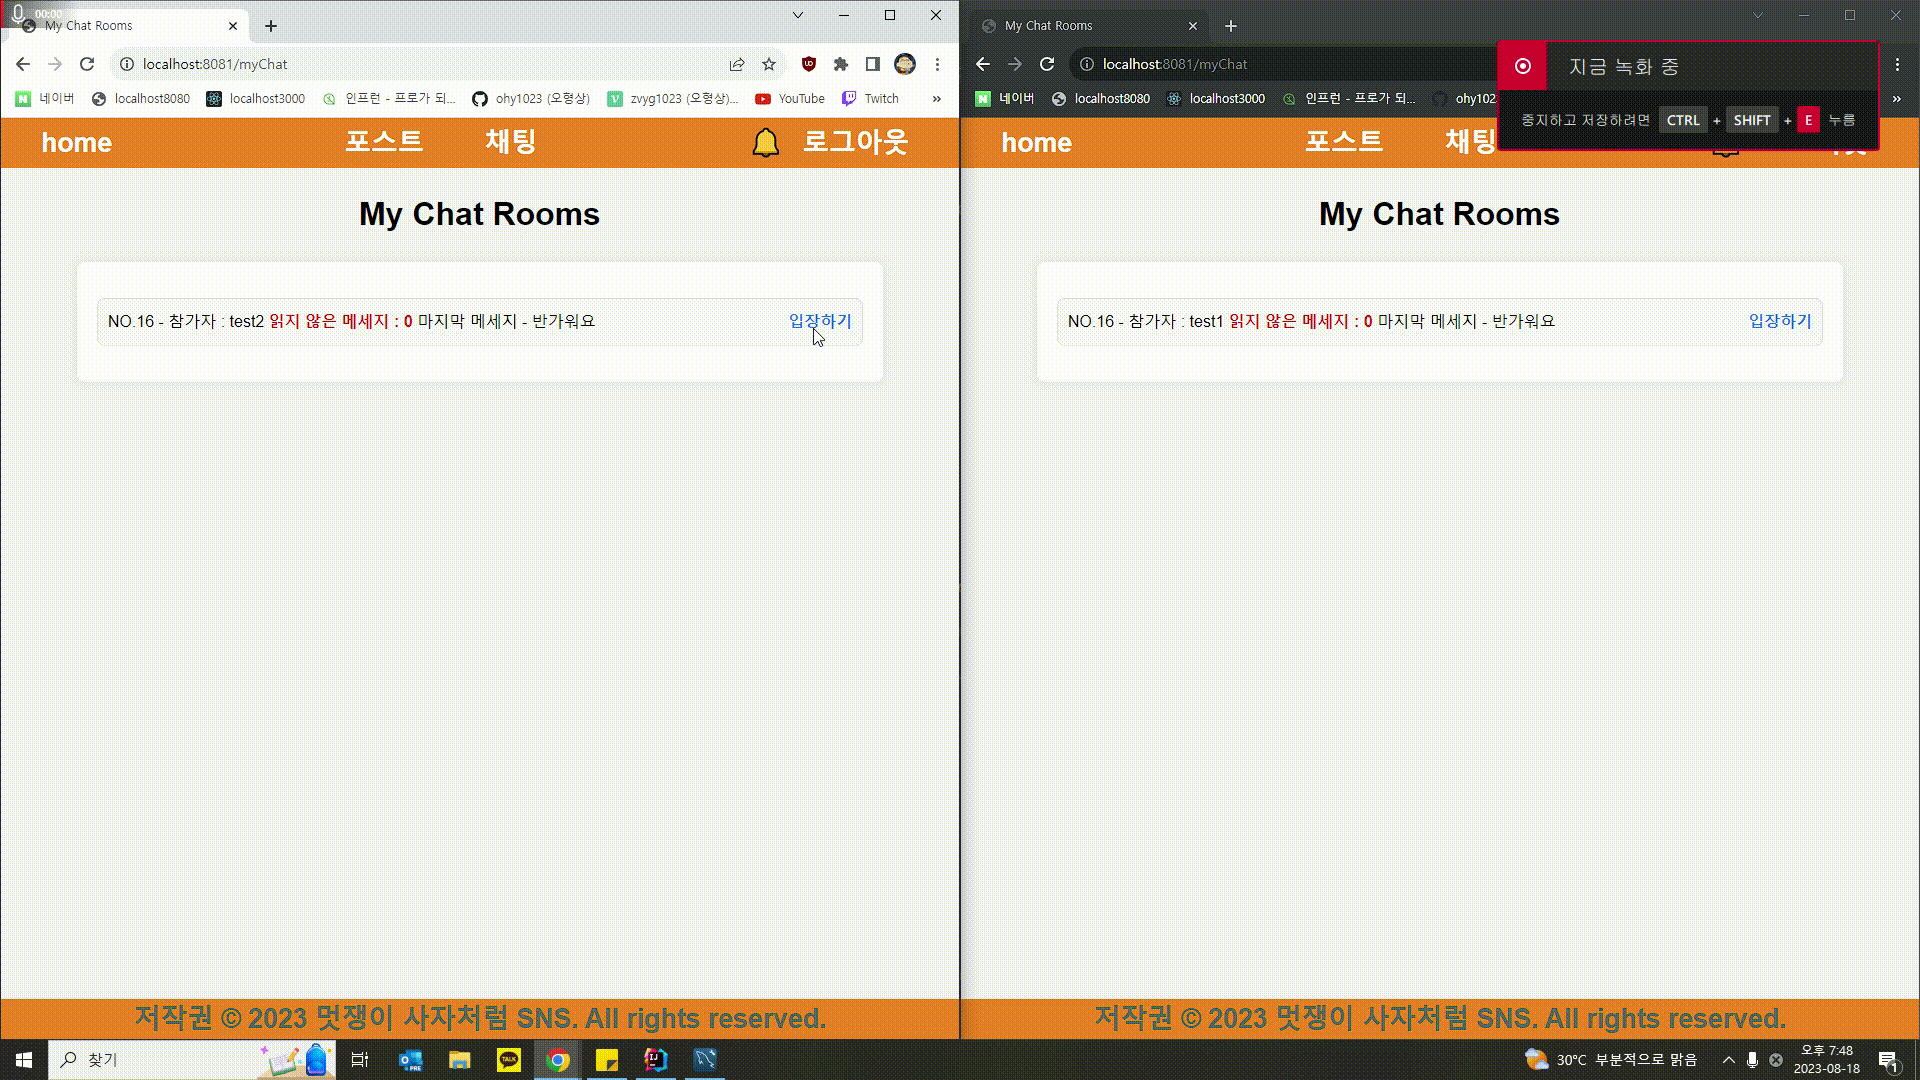 00:00
My Chat Rooms
localhost:8081/myChat
네이버 localhost8080 localhost3000 인프런 - 프로가 되... ohy1023 (오형상) zvyg1023 (오형상)... YouTube Twitch »
home 포스트 채팅 로그아웃
My Chat Rooms
NO.16 - 참가자 : test2 읽지 않은 메세지 : 0 마지막 메세지 - 반가워요 입장하기
저작권 © 2023 멋쟁이 사자처럼 SNS. All rights reserved.
My Chat Rooms
localhost:8081/myChat
네이버 localhost8080 localhost3000 인프런 - 프로가 되... ohy102 »
지금 녹화 중
중지하고 저장하려면 CTRL + SHIFT + E 누름
home 포스트 채팅
My Chat Rooms
NO.16 - 참가자 : test1 읽지 않은 메세지 : 0 마지막 메세지 - 반가워요 입장하기
저작권 © 2023 멋쟁이 사자처럼 SNS. All rights reserved.
찾기
PRE
TALK
IJ
30°C 부분적으로 맑음
오후 7:48
2023-08-18
1